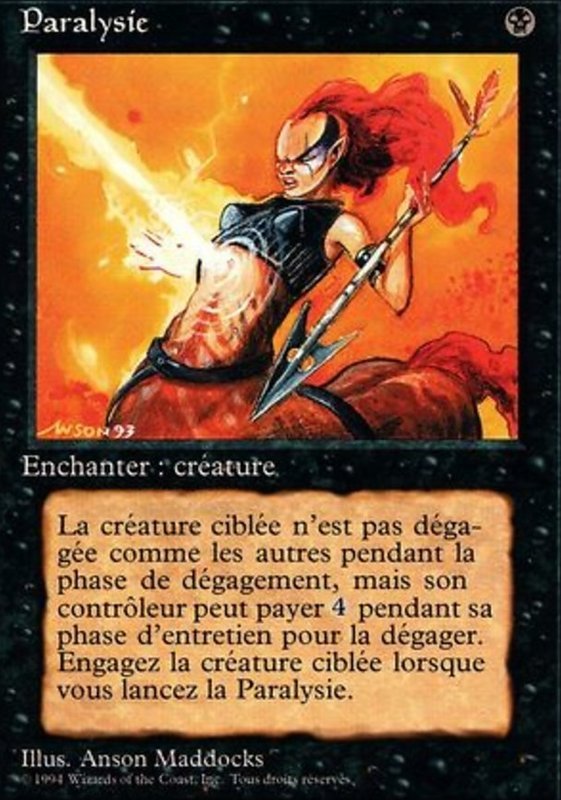 Paralysie
ANSON 93
Enchanter : créature
La créature ciblée n'est pas déga-
gée comme les autres pendant la
phase de dégagement, mais son
contrôleur peut payer 4 pendant sa
phase d'entretien pour la dégager.
Engagez la créature ciblée lorsque
vous lancez la Paralysie.
Illus. Anson Maddocks
© 1994 Wizards of the Coast, Inc. Tous droits réservés.